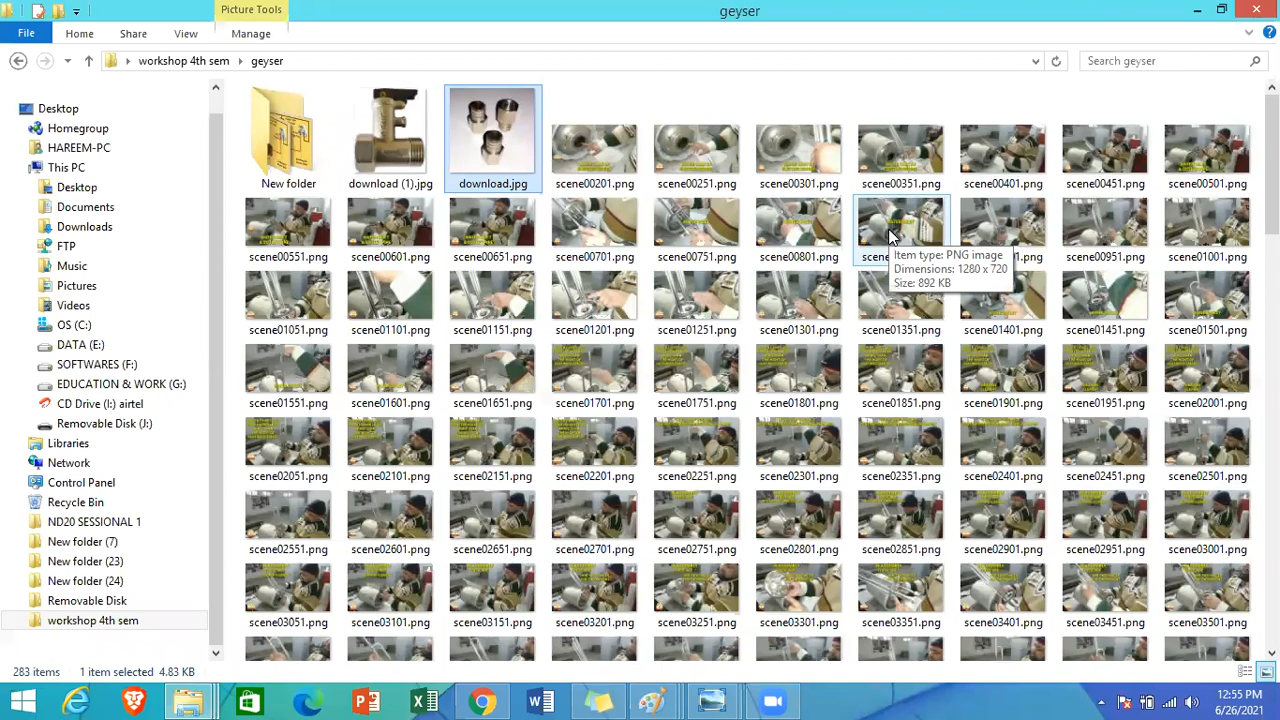 Picture Tools
geyser
File
Home
Share
View
Manage
workshop 4th sem
geyser
Search geyser
Desktop
Homegroup
HAREEM-PC
This PC
Desktop
Documents
Downloads
FTP
Music
Pictures
Videos
OS (C:)
DATA (E:)
SOFTWARES (F:)
EDUCATION & WORK (G:)
CD Drive (I:) airtel
Removable Disk (J:)
Libraries
Network
Control Panel
Recycle Bin
ND20 SESSIONAL 1
New folder (7)
New folder (23)
New folder (24)
Removable Disk
workshop 4th sem
New folder
download (1).jpg
download.jpg
scene00201.png
scene00251.png
scene00301.png
scene00351.png
scene00401.png
scene00451.png
scene00501.png
scene00551.png
scene00601.png
scene00651.png
scene00701.png
scene00751.png
scene00801.png
scene00951.png
scene01001.png
Item type: PNG image
Dimensions: 1280 x 720
Size: 892 KB
scene01051.png
scene01101.png
scene01151.png
scene01201.png
scene01251.png
scene01301.png
scene01351.png
scene01401.png
scene01451.png
scene01501.png
scene01551.png
scene01601.png
scene01651.png
scene01701.png
scene01751.png
scene01801.png
scene01851.png
scene01901.png
scene01951.png
scene02001.png
scene02051.png
scene02101.png
scene02151.png
scene02201.png
scene02251.png
scene02301.png
scene02351.png
scene02401.png
scene02451.png
scene02501.png
scene02551.png
scene02601.png
scene02651.png
scene02701.png
scene02751.png
scene02801.png
scene02851.png
scene02901.png
scene02951.png
scene03001.png
scene03051.png
scene03101.png
scene03151.png
scene03201.png
scene03251.png
scene03301.png
scene03351.png
scene03401.png
scene03451.png
scene03501.png
283 items
1 item selected 4.83 KB
12:55 PM
6/26/2021